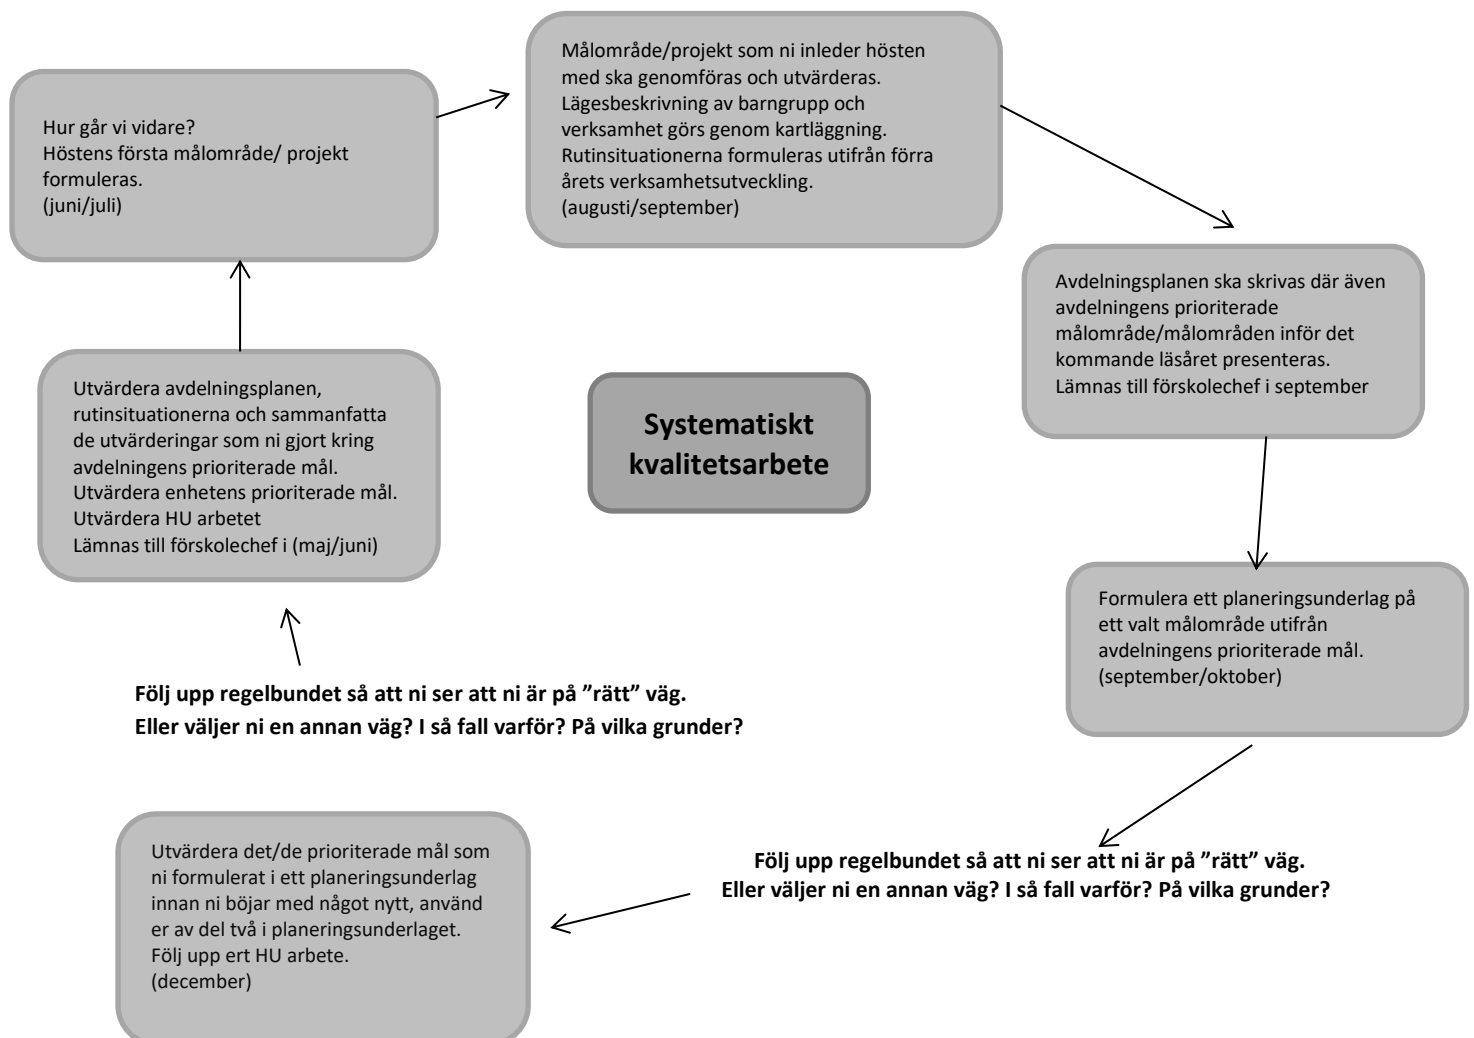 Hur går vi vidare?
Höstens första målområde/ projekt
formuleras.
(juni/juli)
Målområde/projekt som ni inleder hösten
med ska genomföras och utvärderas.
Lägesbeskrivning av barngrupp och
verksamhet görs genom kartläggning.
Rutinsituationerna formuleras utifrån förra
årets verksamhetsutveckling.
(augusti/september)
Avdelningsplanen ska skrivas där även
avdelningens prioriterade
målområde/målområden inför det
kommande läsåret presenteras.
Lämnas till förskolechef i september
Utvärdera avdelningsplanen,
rutinsituationerna och sammanfatta
de utvärderingar som ni gjort kring
avdelningens prioriterade mål.
Utvärdera enhetens prioriterade mål.
Utvärdera HU arbetet
Lämnas till förskolechef i (maj/juni)
Systematiskt
kvalitetsarbete
Formulera ett planeringsunderlag på
ett valt målområde utifrån
avdelningens prioriterade mål.
(september/oktober)
Följ upp regelbundet så att ni ser att ni är på ”rätt” väg.
Eller väljer ni en annan väg? I så fall varför? På vilka grunder?
Utvärdera det/de prioriterade mål som
ni formulerat i ett planeringsunderlag
innan ni böjar med något nytt, använd
er av del två i planeringsunderlaget.
Följ upp ert HU arbete.
(december)
Följ upp regelbundet så att ni ser att ni är på ”rätt” väg.
Eller väljer ni en annan väg? I så fall varför? På vilka grunder?